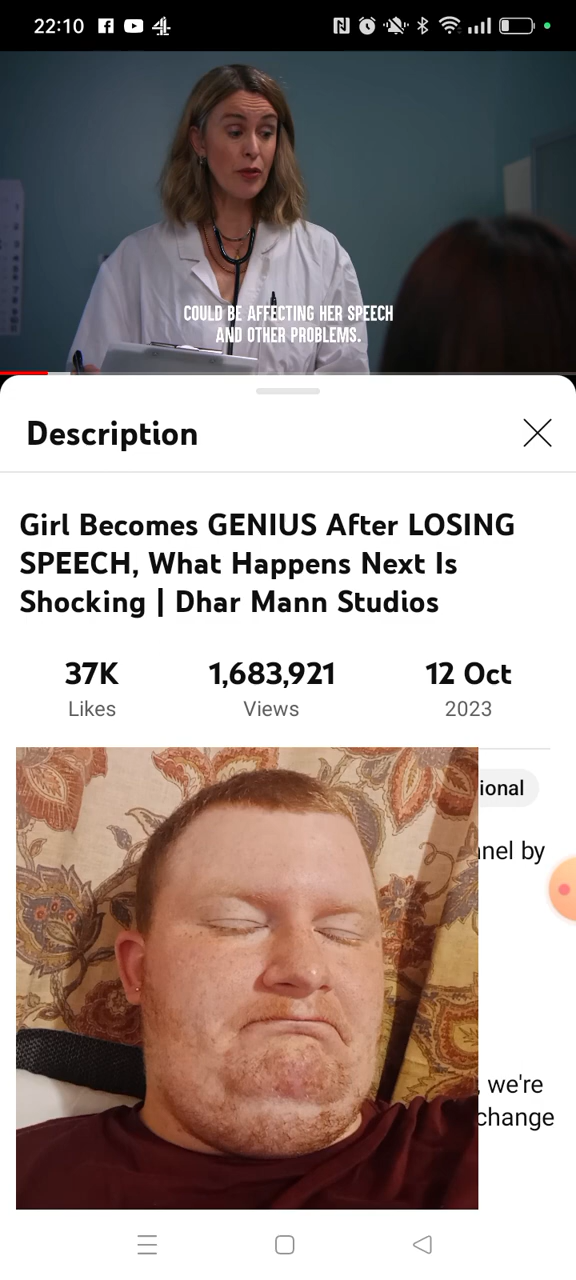 22:10
COULD BE AFFECTING HER SPEECH
AND OTHER PROBLEMS.
Description
Girl Becomes GENIUS After LOSING
SPEECH, What Happens Next Is
Shocking | Dhar Mann Studios
37K 1,683,921 12 Oct
Likes Views 2023
ional
nel by
, we're
change